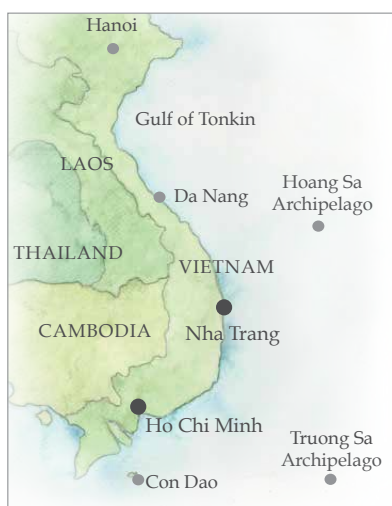 Hanoi
Gulf of Tonkin
LAOS
Da Nang
Hoang Sa
Archipelago
THAILAND
VIETNAM
CAMBODIA
Nha Trang
Ho Chi Minh
Truong Sa
Archipelago
Con Dao